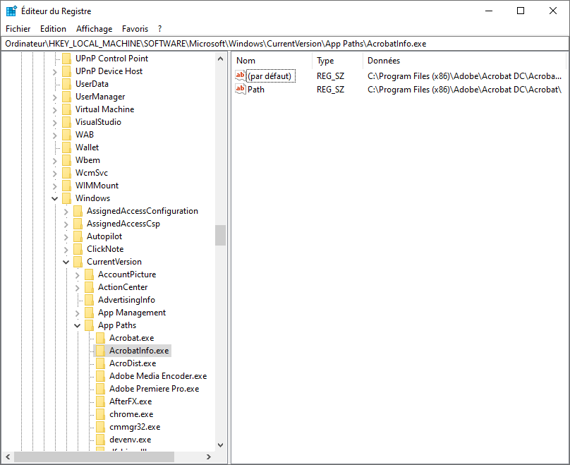 Éditeur du Registre
Fichier Edition Affichage Favoris ?
Ordinateur\HKEY_LOCAL_MACHINE\SOFTWARE\Microsoft\Windows\CurrentVersion\App Paths\AcrobatInfo.exe
UPnP Control Point
UPnP Device Host
UserData
UserManager
Virtual Machine
VisualStudio
WAB
Wallet
Wbem
WcmSvc
WIMMount
Windows
AssignedAccessConfiguration
AssignedAccessCsp
Autopilot
ClickNote
CurrentVersion
AccountPicture
ActionCenter
AdvertisingInfo
App Management
App Paths
Acrobat.exe
AcrobatInfo.exe
AcroDist.exe
Adobe Media Encoder.exe
Adobe Premiere Pro.exe
AfterFX.exe
chrome.exe
cmmgr32.exe
devenv.exe
Nom Type Données
ab (par défaut) REG_SZ C:\Program Files (x86)\Adobe\Acrobat DC\Acroba...
ab Path REG_SZ C:\Program Files (x86)\Adobe\Acrobat DC\Acrobat\